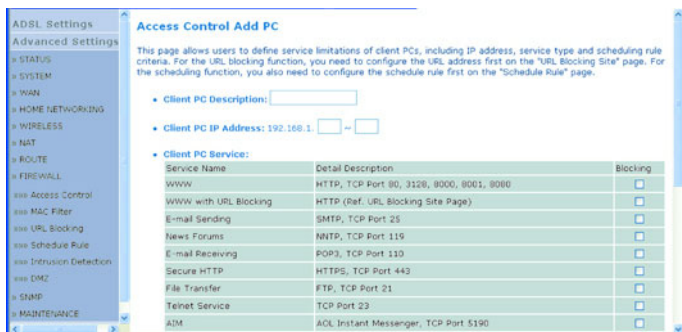 ADSL Settings
Advanced Settings
» STATUS
» SYSTEM
» WAN
» HOME NETWORKING
» WIRELESS
» NAT
» ROUTE
» FIREWALL
»»» Access Control
»»» MAC Filter
»»» URL Blocking
»»» Schedule Rule
»»» Intrusion Detection
»»» DMZ
» SNMP
» MAINTENANCE
Access Control Add PC
This page allows users to define service limitations of client PCs, including IP address, service type and scheduling rule
criteria. For the URL blocking function, you need to configure the URL address first on the "URL Blocking Site" page. For
the scheduling function, you also need to configure the schedule rule first on the "Schedule Rule" page.
• Client PC Description:
• Client PC IP Address: 192.168.1. ~
• Client PC Service:
Service Name Detail Description Blocking
WWW HTTP, TCP Port 80, 3128, 8000, 8001, 8080
WWW with URL Blocking HTTP (Ref. URL Blocking Site Page)
E-mail Sending SMTP, TCP Port 25
News Forums NNTP, TCP Port 119
E-mail Receiving POP3, TCP Port 110
Secure HTTP HTTPS, TCP Port 443
File Transfer FTP, TCP Port 21
Telnet Service TCP Port 23
AIM AOL Instant Messenger, TCP Port 5190